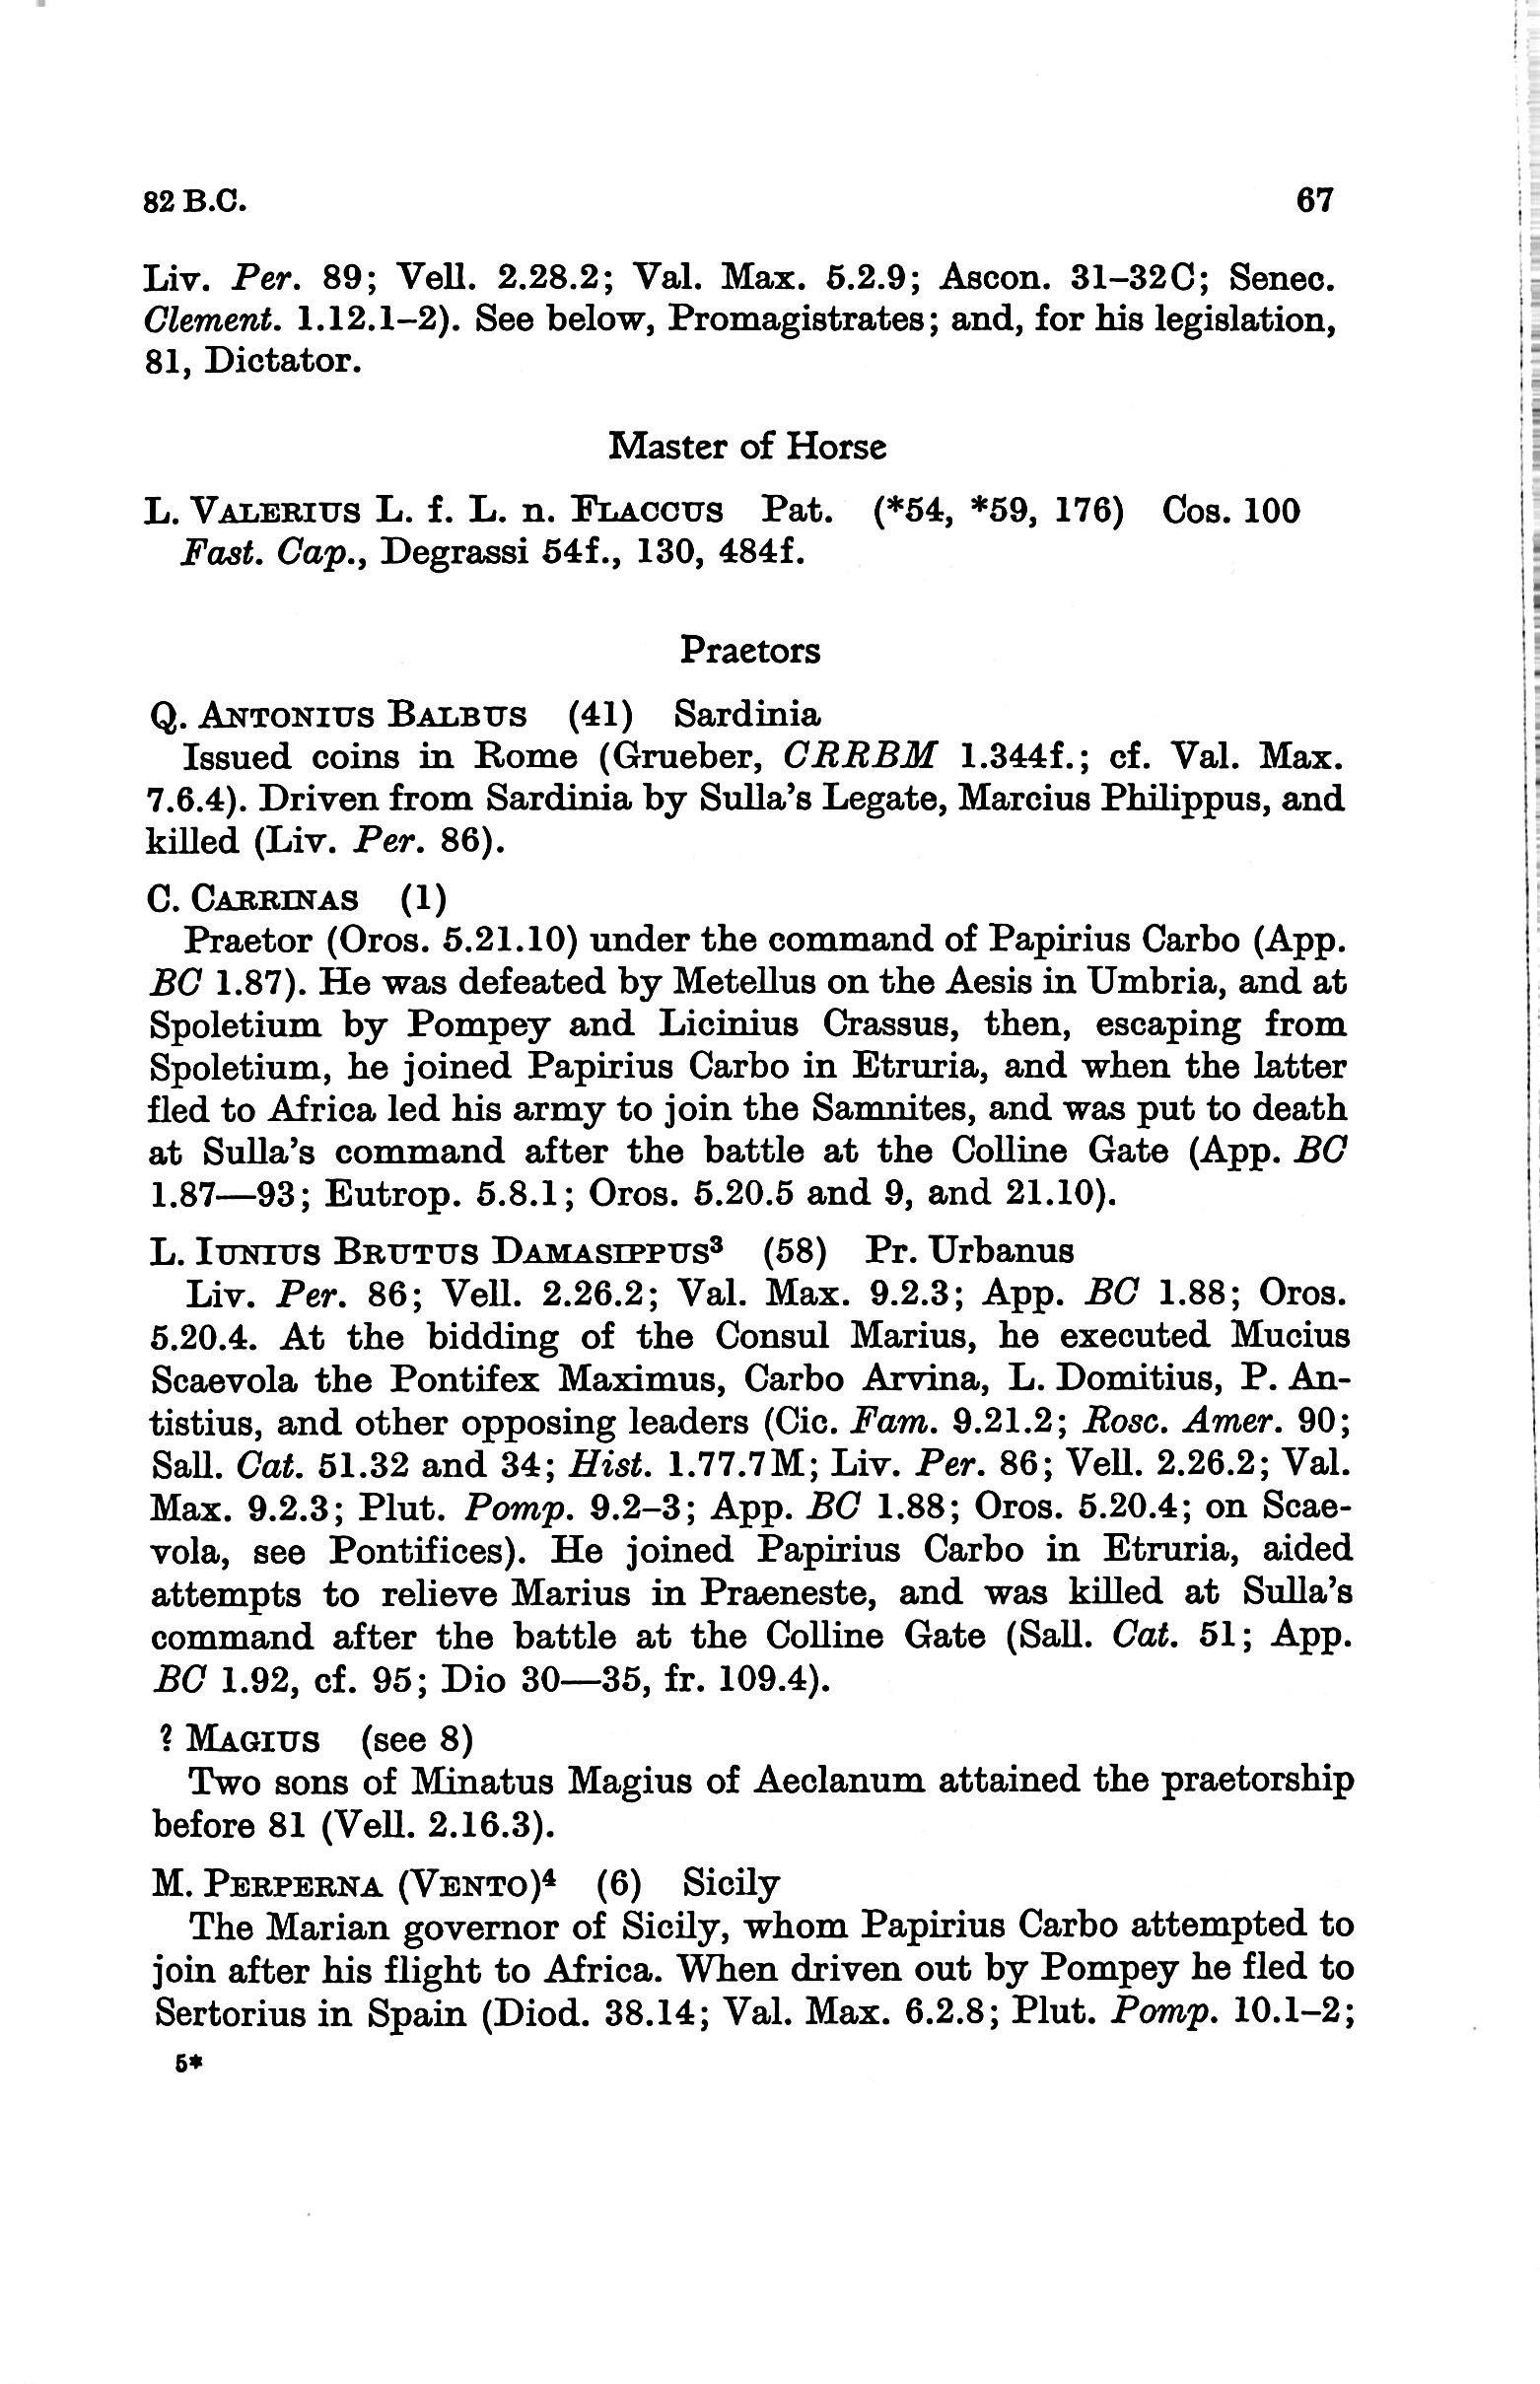 82 B.C. 67
Liv. Per. 89; Vell. 2.28.2; Val. Max. 5.2.9; Ascon. 31–32C; Senec.
Clement. 1.12.1–2). See below, Promagistrates; and, for his legislation,
81, Dictator.
Master of Horse
L. VALERIUS L. f. L. n. FLACCUS Pat. (*54, *59, 176) Cos. 100
Fast. Cap., Degrassi 54f., 130, 484f.
Praetors
Q. ANTONIUS BALBUS (41) Sardinia
Issued coins in Rome (Grueber, CRRBM 1.344f.; cf. Val. Max.
7.6.4). Driven from Sardinia by Sulla's Legate, Marcius Philippus, and
killed (Liv. Per. 86).
C. CARRINAS (1)
Praetor (Oros. 5.21.10) under the command of Papirius Carbo (App.
BC 1.87). He was defeated by Metellus on the Aesis in Umbria, and at
Spoletium by Pompey and Licinius Crassus, then, escaping from
Spoletium, he joined Papirius Carbo in Etruria, and when the latter
fled to Africa led his army to join the Samnites, and was put to death
at Sulla's command after the battle at the Colline Gate (App. BC
1.87—93; Eutrop. 5.8.1; Oros. 5.20.5 and 9, and 21.10).
L. IUNIUS BRUTUS DAMASIPPUS³ (58) Pr. Urbanus
Liv. Per. 86; Vell. 2.26.2; Val. Max. 9.2.3; App. BC 1.88; Oros.
5.20.4. At the bidding of the Consul Marius, he executed Mucius
Scaevola the Pontifex Maximus, Carbo Arvina, L. Domitius, P. An-
tistius, and other opposing leaders (Cic. Fam. 9.21.2; Rosc. Amer. 90;
Sall. Cat. 51.32 and 34; Hist. 1.77.7M; Liv. Per. 86; Vell. 2.26.2; Val.
Max. 9.2.3; Plut. Pomp. 9.2–3; App. BC 1.88; Oros. 5.20.4; on Scae-
vola, see Pontifices). He joined Papirius Carbo in Etruria, aided
attempts to relieve Marius in Praeneste, and was killed at Sulla's
command after the battle at the Colline Gate (Sall. Cat. 51; App.
BC 1.92, cf. 95; Dio 30—35, fr. 109.4).
? MAGIUS (see 8)
Two sons of Minatus Magius of Aeclanum attained the praetorship
before 81 (Vell. 2.16.3).
M. PERPERNA (VENTO)⁴ (6) Sicily
The Marian governor of Sicily, whom Papirius Carbo attempted to
join after his flight to Africa. When driven out by Pompey he fled to
Sertorius in Spain (Diod. 38.14; Val. Max. 6.2.8; Plut. Pomp. 10.1–2;
5*